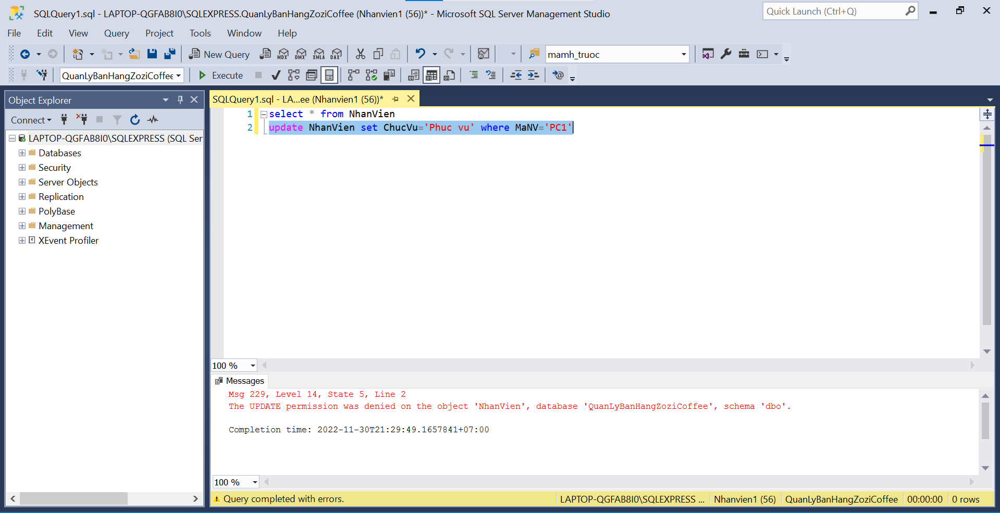 SQLQuery1.sql - LAPTOP-QGFAB8I0\SQLEXPRESS.QuanLyBanHangZoziCoffee (Nhanvien1 (56))* - Microsoft SQL Server Management Studio
Quick Launch (Ctrl+Q)
File Edit View Query Project Tools Window Help
New Query MDX DMX XMLA DAX mamh_truoc
QuanLyBanHangZoziCoffee Execute
Object Explorer
SQLQuery1.sql - LA...ee (Nhanvien1 (56))*
Connect
LAPTOP-QGFAB8I0\SQLEXPRESS (SQL Ser
Databases
Security
Server Objects
Replication
PolyBase
Management
XEvent Profiler
1 select * from NhanVien
2 update NhanVien set ChucVu='Phuc vu' where MaNV='PC1'
100 %
Messages
Msg 229, Level 14, State 5, Line 2
The UPDATE permission was denied on the object 'NhanVien', database 'QuanLyBanHangZoziCoffee', schema 'dbo'.
Completion time: 2022-11-30T21:29:49.1657841+07:00
100 %
Query completed with errors. LAPTOP-QGFAB8I0\SQLEXPRESS ... Nhanvien1 (56) QuanLyBanHangZoziCoffee 00:00:00 0 rows